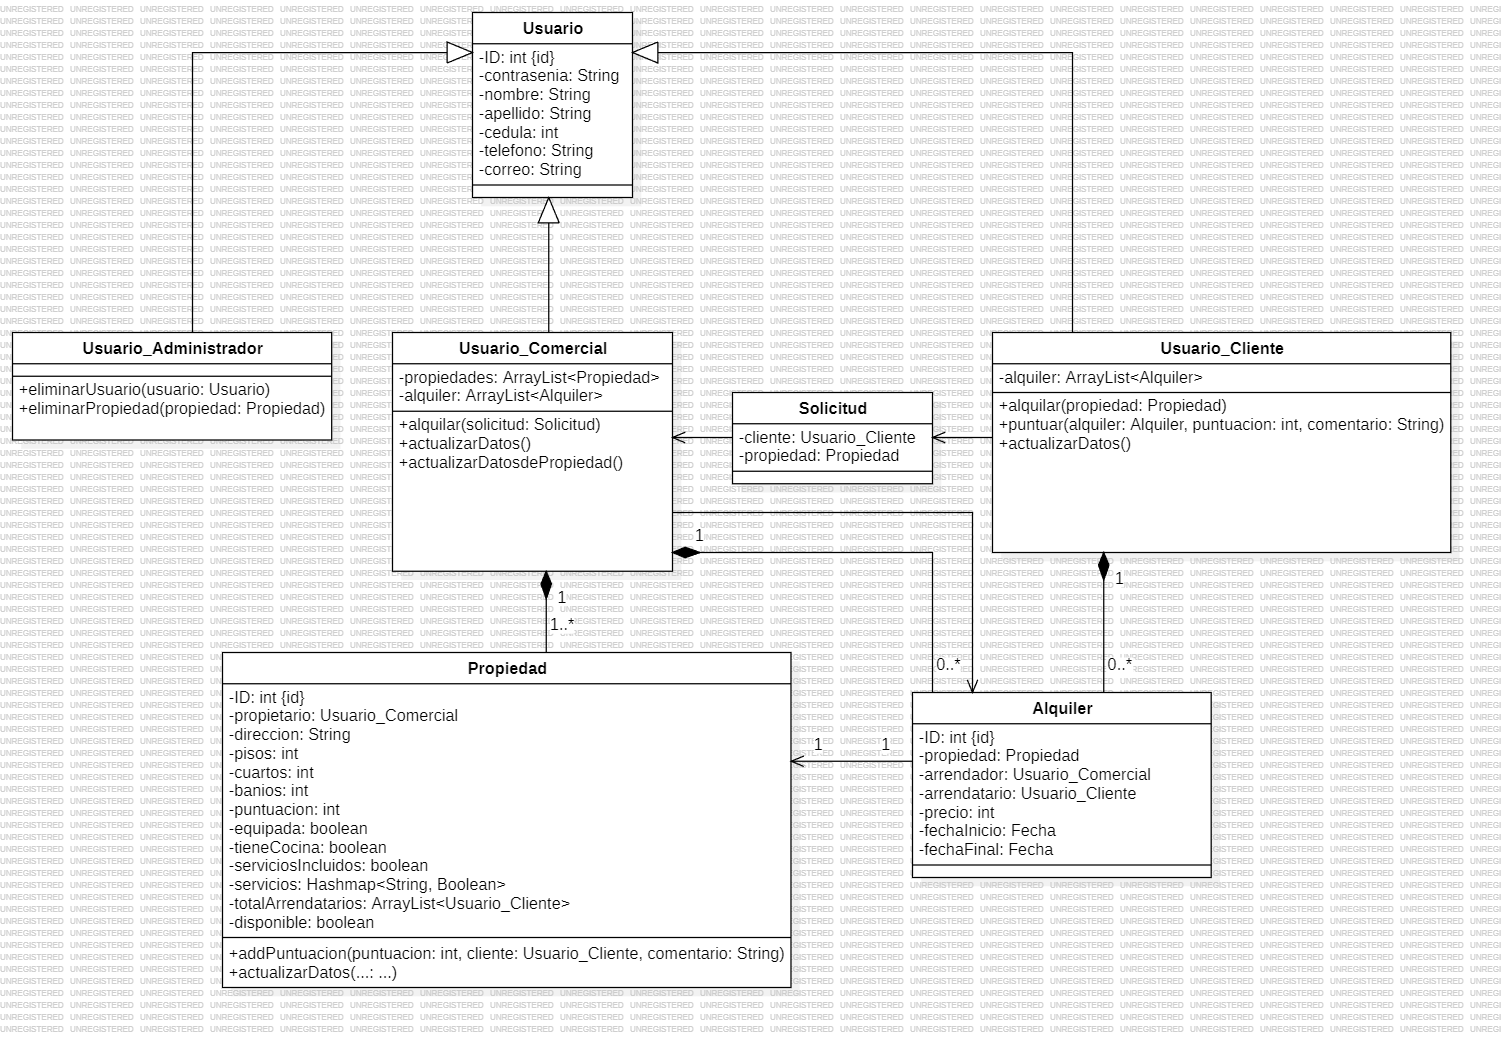 Usuario
-ID: int {id}
-contrasenia: String
-nombre: String
-apellido: String
-cedula: int
-telefono: String
-correo: String
Usuario_Administrador
+eliminarUsuario(usuario: Usuario)
+eliminarPropiedad(propiedad: Propiedad)
Usuario_Comercial
-propiedades: ArrayList<Propiedad>
-alquiler: ArrayList<Alquiler>
+alquilar(solicitud: Solicitud)
+actualizarDatos()
+actualizarDatosdePropiedad()
Solicitud
-cliente: Usuario_Cliente
-propiedad: Propiedad
Usuario_Cliente
-alquiler: ArrayList<Alquiler>
+alquilar(propiedad: Propiedad)
+puntuar(alquiler: Alquiler, puntuacion: int, comentario: String)
+actualizarDatos()
1
1
1
1..*
0..*
0..*
Propiedad
-ID: int {id}
-propietario: Usuario_Comercial
-direccion: String
-pisos: int
-cuartos: int
-banios: int
-puntuacion: int
-equipada: boolean
-tieneCocina: boolean
-serviciosIncluidos: boolean
-servicios: Hashmap<String, Boolean>
-totalArrendatarios: ArrayList<Usuario_Cliente>
-disponible: boolean
+addPuntuacion(puntuacion: int, cliente: Usuario_Cliente, comentario: String)
+actualizarDatos(...: ...)
1
1
Alquiler
-ID: int {id}
-propiedad: Propiedad
-arrendador: Usuario_Comercial
-arrendatario: Usuario_Cliente
-precio: int
-fechaInicio: Fecha
-fechaFinal: Fecha
UNREGISTERED